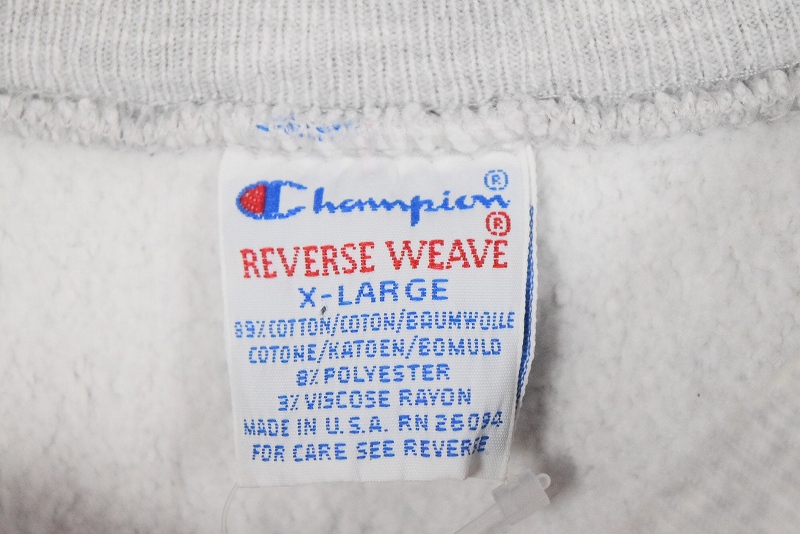 Champion ®
REVERSE WEAVE ®
X-LARGE
89% COTTON/COTON/BAUMWOLLE
COTONE/KATOEN/BOMULD
8% POLYESTER
3% VISCOSE RAYON
MADE IN U.S.A. RN 26094
FOR CARE SEE REVERSE